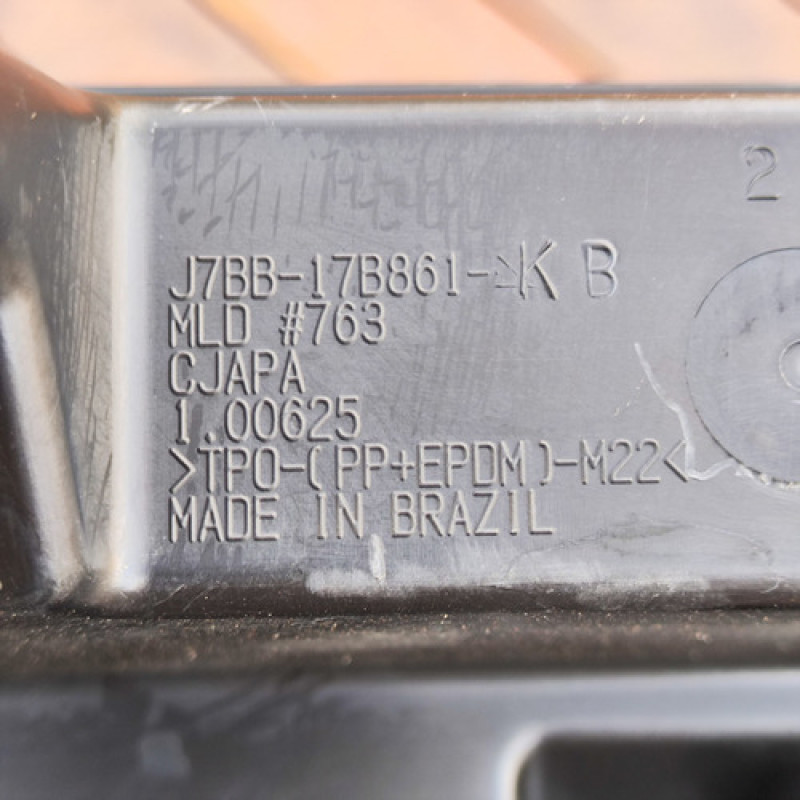 2
J7BB-17B861-*K B
MLD #763
CJAPA
1.00625
>TPO-(PP+EPDM)-M22<
MADE IN BRAZIL